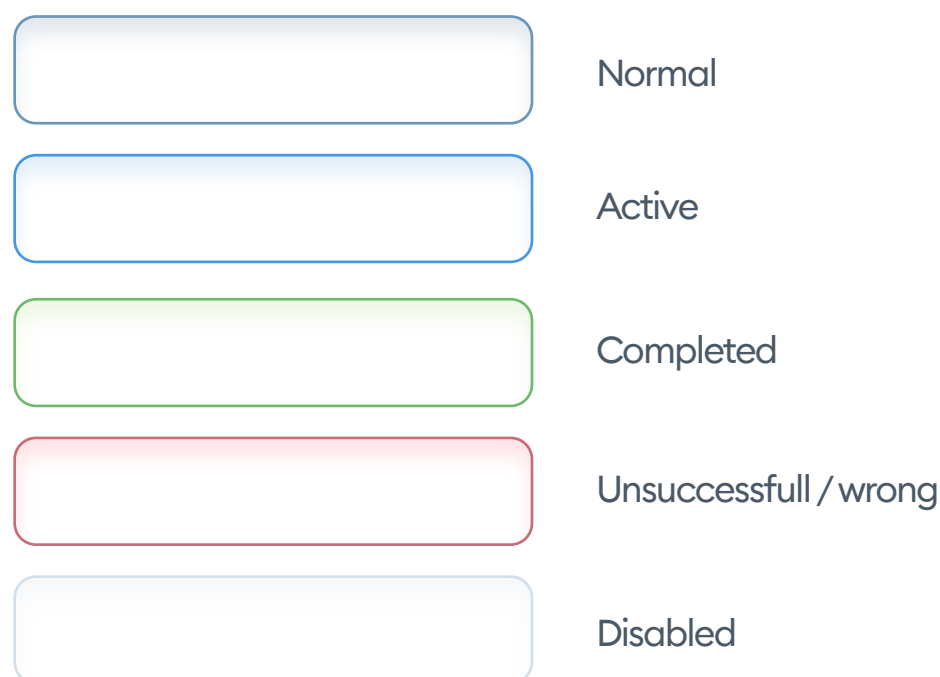 Normal
Active
Completed
Unsuccessfull / wrong
Disabled